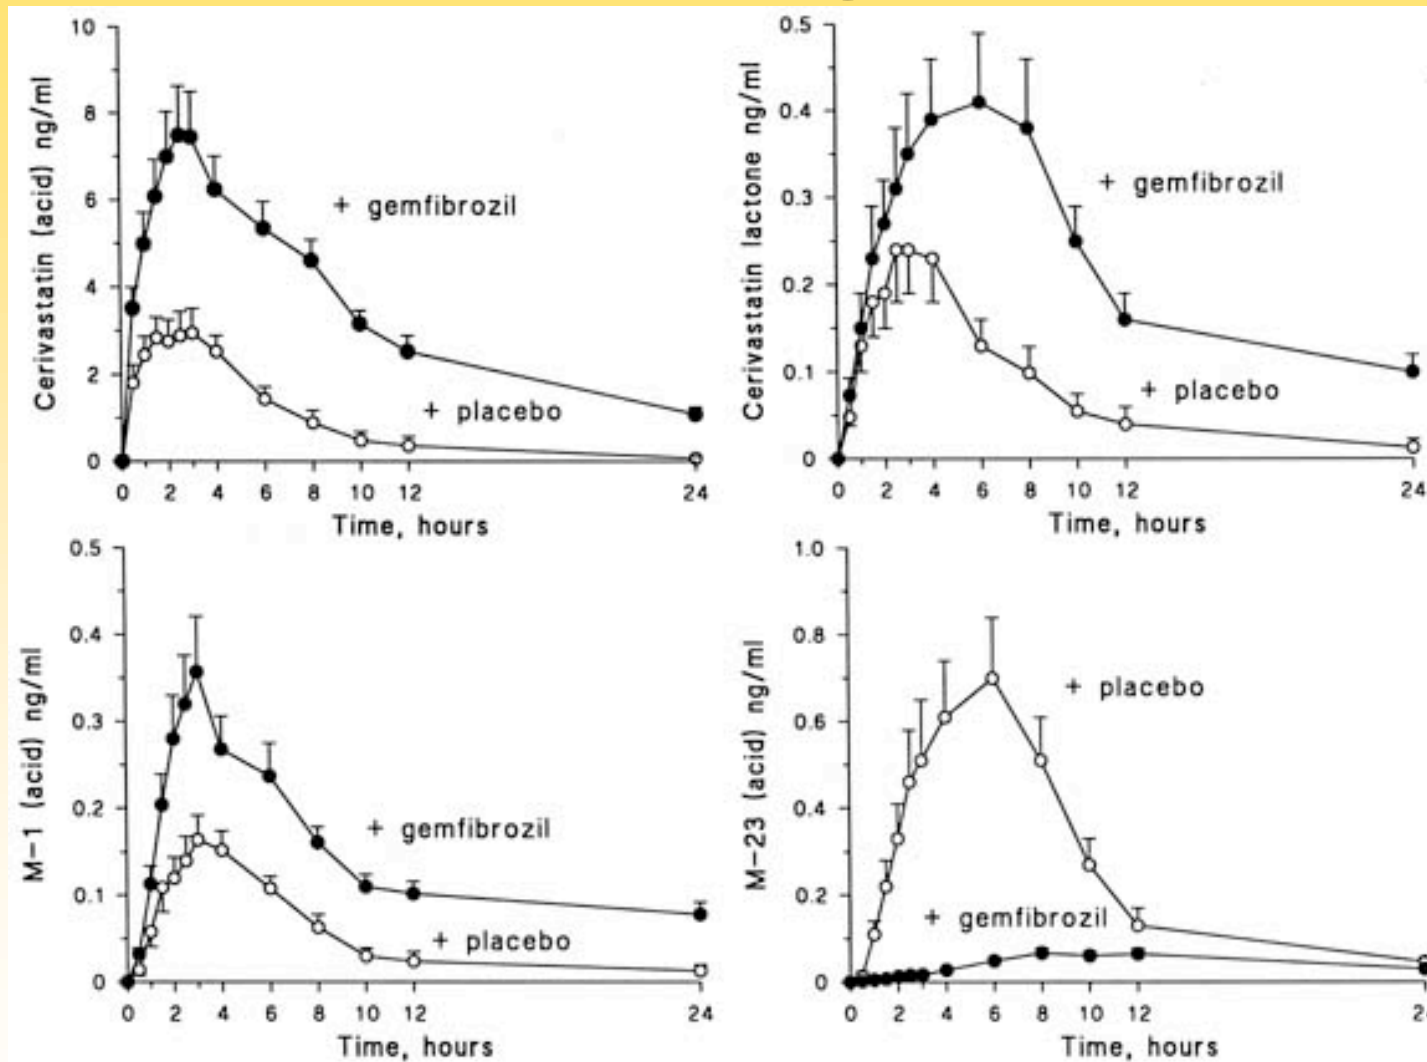 10
8
6
4
2
0
Cerivastatin (acid) ng/ml
+ gemfibrozil
+ placebo
0 2 4 6 8 10 12 24
Time, hours
0.5
0.4
0.3
0.2
0.1
0
Cerivastatin lactone ng/ml
+ gemfibrozil
+ placebo
0 2 4 6 8 10 12 24
Time, hours
0.5
0.4
0.3
0.2
0.1
0
M-1 (acid) ng/ml
+ gemfibrozil
+ placebo
0 2 4 6 8 10 12 24
Time, hours
1.0
0.8
0.6
0.4
0.2
0
M-23 (acid) ng/ml
+ placebo
+ gemfibrozil
0 2 4 6 8 10 12
Time, hours